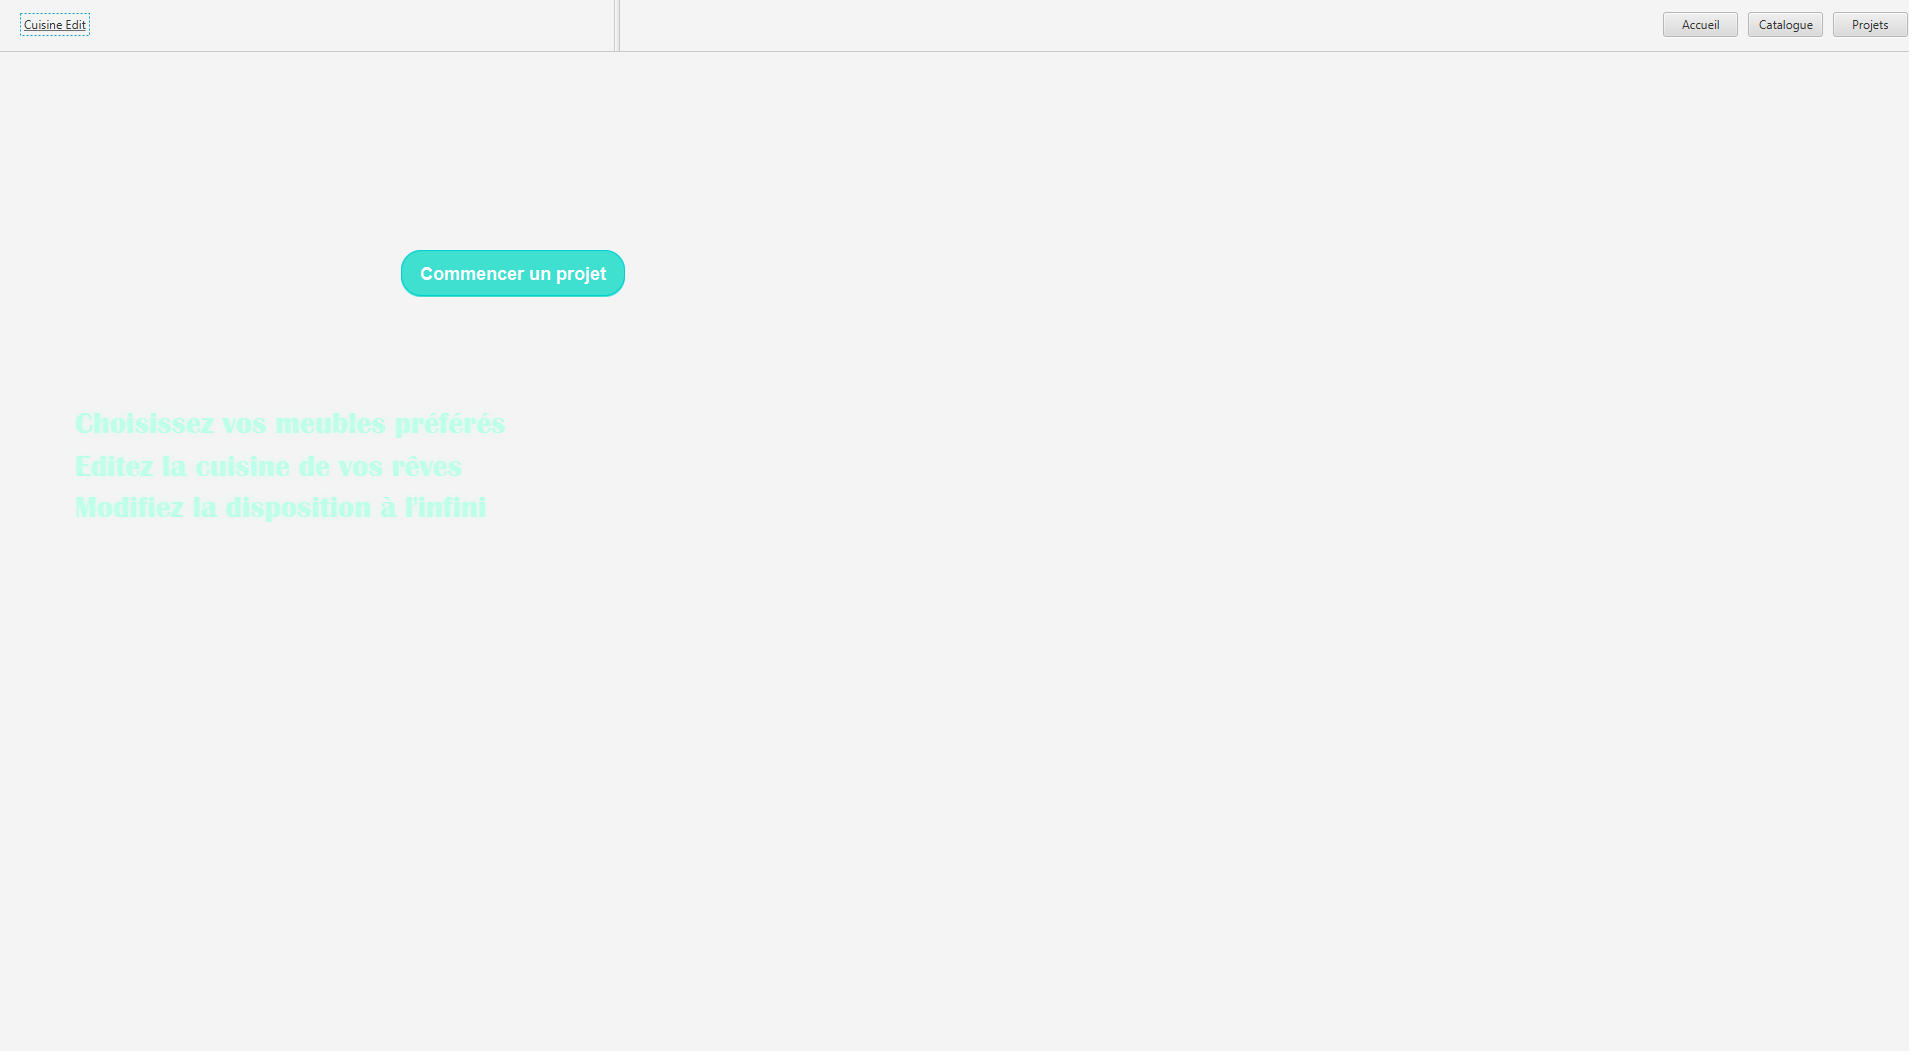 Cuisine Edit
Accueil
Catalogue
Projets
Commencer un projet
Choisissez vos meubles préférés
Editez la cuisine de vos rêves
Modifiez la disposition à l'infini